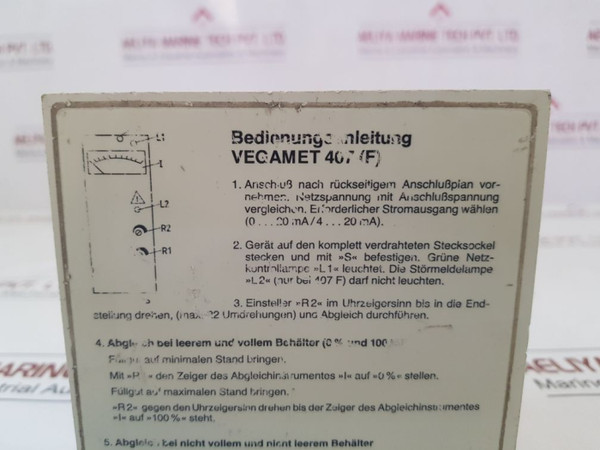 L1
I
L2
R2
R1
S
Bedienungsanleitung
VEGAMET 407 (F)
1. Anschluß nach rückseitigem Anschlußplan vor-
nehmen. Netzspannung mit Anschlußspannung
vergleichen. Erforderlicher Stromausgang wählen
(0 ... 20 mA/4 ... 20 mA).
2. Gerät auf den komplett verdrahteten Stecksockel
stecken und mit »S« befestigen. Grüne Netz-
kontrollampe »L1« leuchtet. Die Störmeldelampe
»L2« (nur bei 407 F) darf nicht leuchten.
3. Einsteller »R2« im Uhrzeigersinn bis in die End-
stellung drehen, (max. 22 Umdrehungen) und Abgleich durchführen.
4. Abgleich bei leerem und vollem Behälter (0 % und 100
Füllgut auf minimalen Stand bringen.
Mit »R1 den Zeiger des Abgleichinstrumentes »I« auf »0 %« stellen.
Füllgut auf maximalen Stand bringen.
»R2« gegen den Uhrzeigersinn drehen bis der Zeiger des Abgleichinstrumentes
»I« auf »100 %« steht.
5. Abgleich bei nicht vollem und nicht leerem Behälter
AELIYA MARINE TECH PVT. LTD.